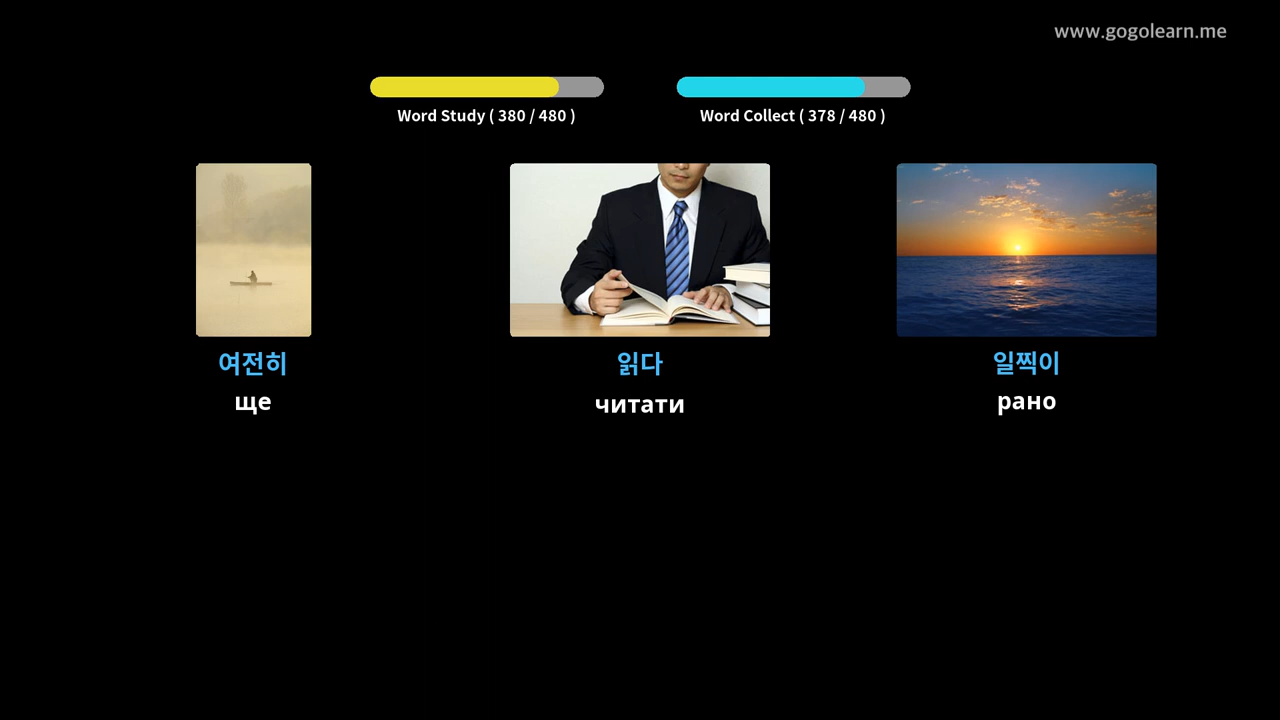 www.gogolearn.me
Word Study ( 380 / 480 )
Word Collect ( 378 / 480 )
여전히
ще
읽다
читати
일찍이
рано